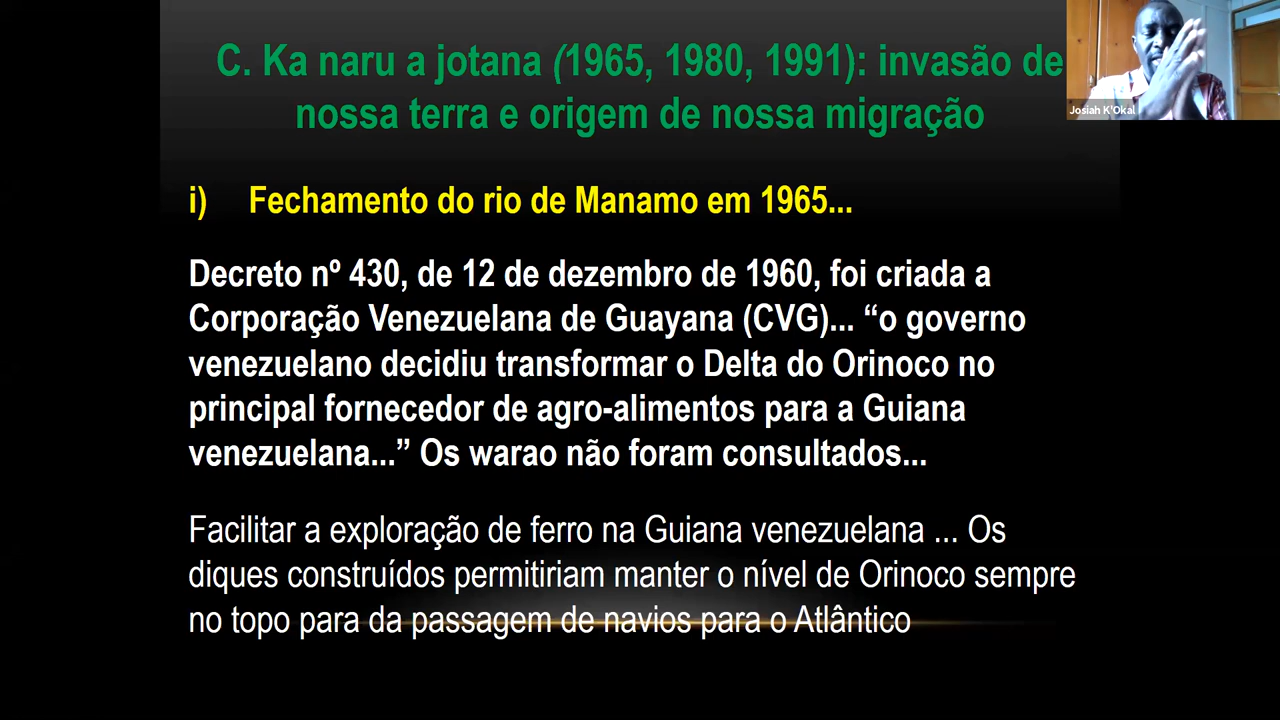 C. Ka naru a jotana (1965, 1980, 1991): invasão de
nossa terra e origem de nossa migração
Josiah K'Okal
i) Fechamento do rio de Manamo em 1965...
Decreto nº 430, de 12 de dezembro de 1960, foi criada a
Corporação Venezuelana de Guayana (CVG)... “o governo
venezuelano decidiu transformar o Delta do Orinoco no
principal fornecedor de agro-alimentos para a Guiana
venezuelana...” Os warao não foram consultados...
Facilitar a exploração de ferro na Guiana venezuelana ... Os
diques construídos permitiriam manter o nível de Orinoco sempre
no topo para da passagem de navios para o Atlântico